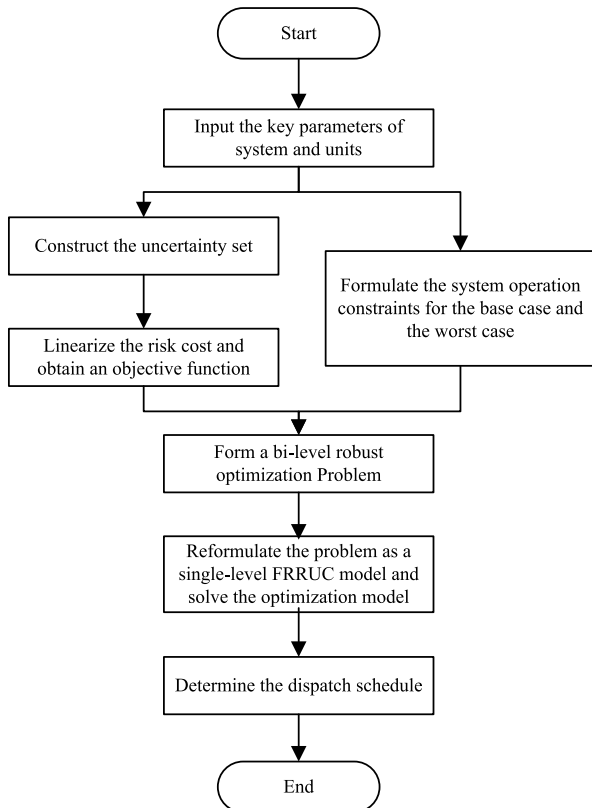 Start
Input the key parameters of
system and units
Construct the uncertainty set
Linearize the risk cost and
obtain an objective function
Formulate the system operation
constraints for the base case and
the worst case
Form a bi-level robust
optimization Problem
Reformulate the problem as a
single-level FRRUC model and
solve the optimization model
Determine the dispatch schedule
End